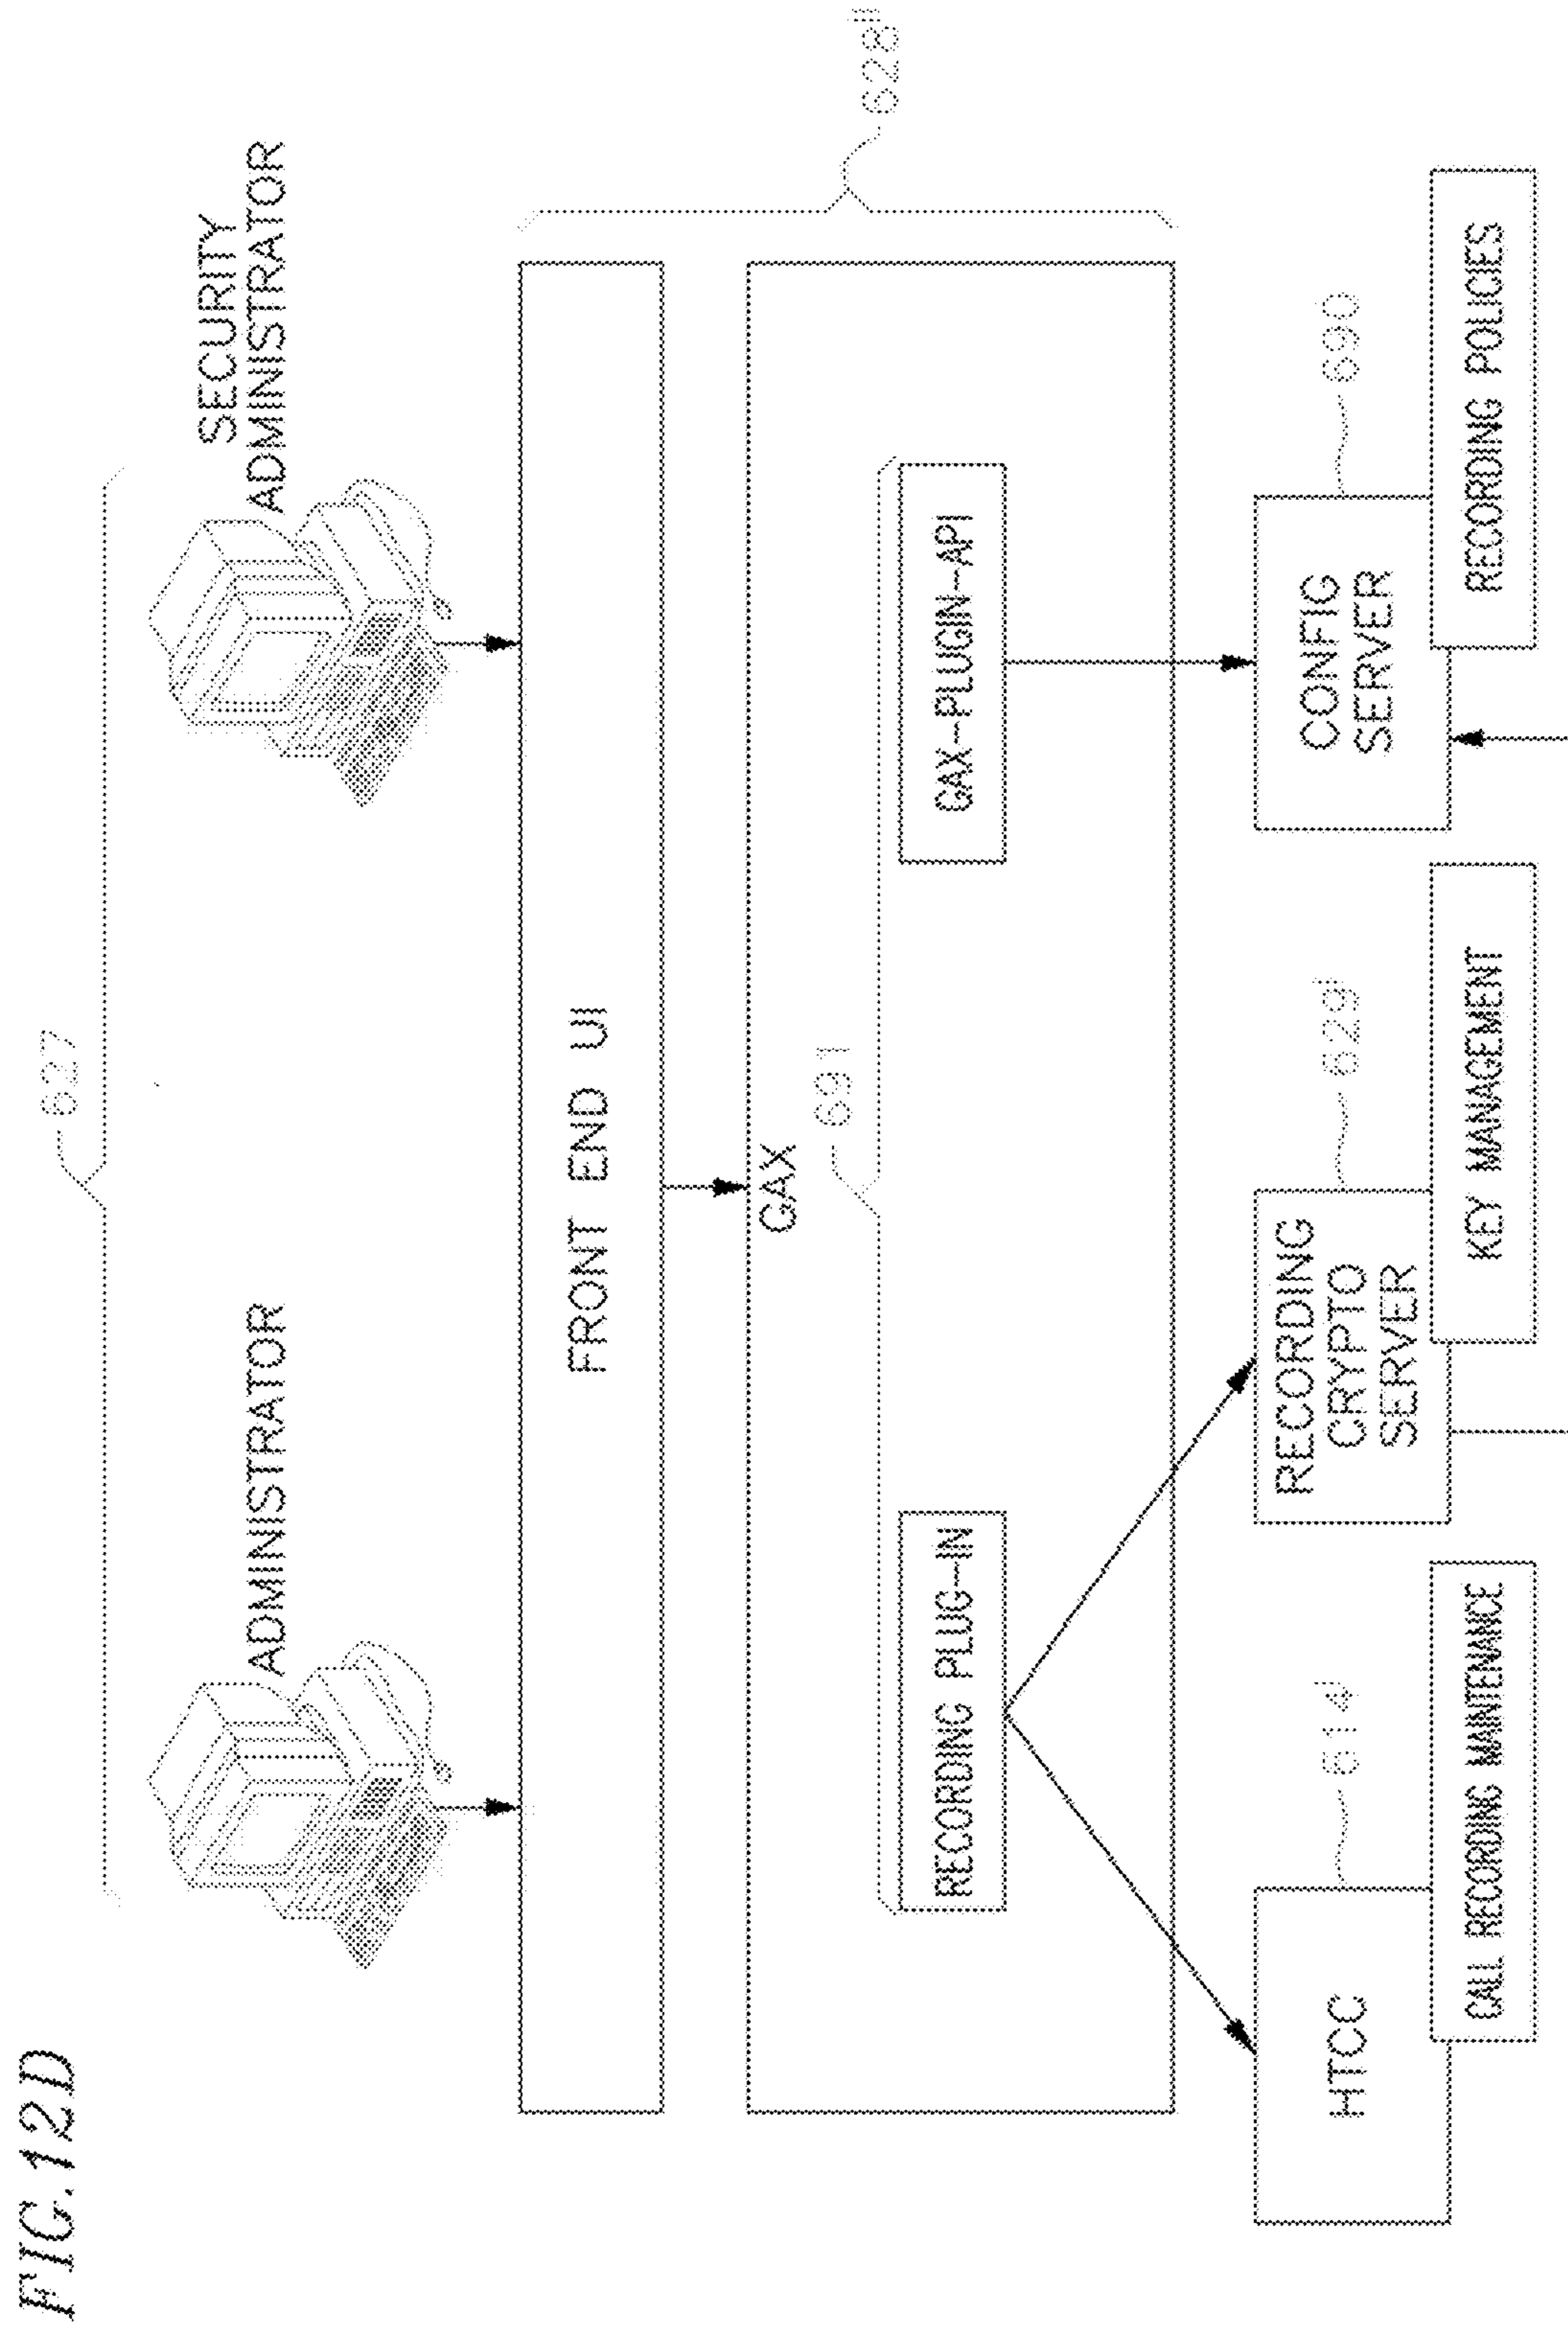 FIG.12D
627
ADMINISTRATOR
SECURITY
ADMINISTRATOR
FRONT END UI
628"
GAX
691
RECORDING PLUG-IN
GAX-PLUGIN-API
614'
629'
690
HTCC
RECORDING
CRYPTO
SERVER
CONFIG
SERVER
CALL RECORDING MAINTENANCE
KEY MANAGEMENT
RECORDING POLICIES